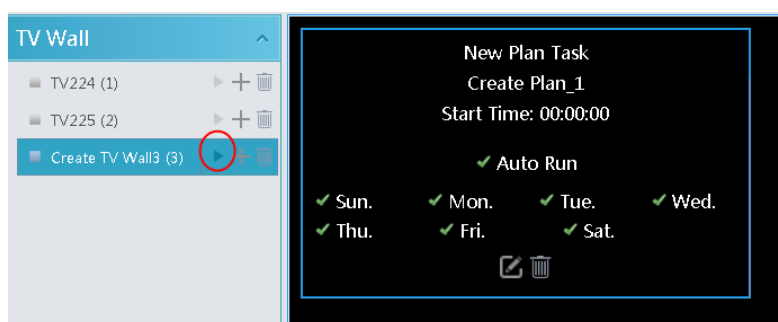 TV Wall
TV224 (1)
TV225 (2)
Create TV Wall3 (3)
New Plan Task
Create Plan_1
Start Time: 00:00:00
Auto Run
Sun. Mon. Tue. Wed.
Thu. Fri. Sat.